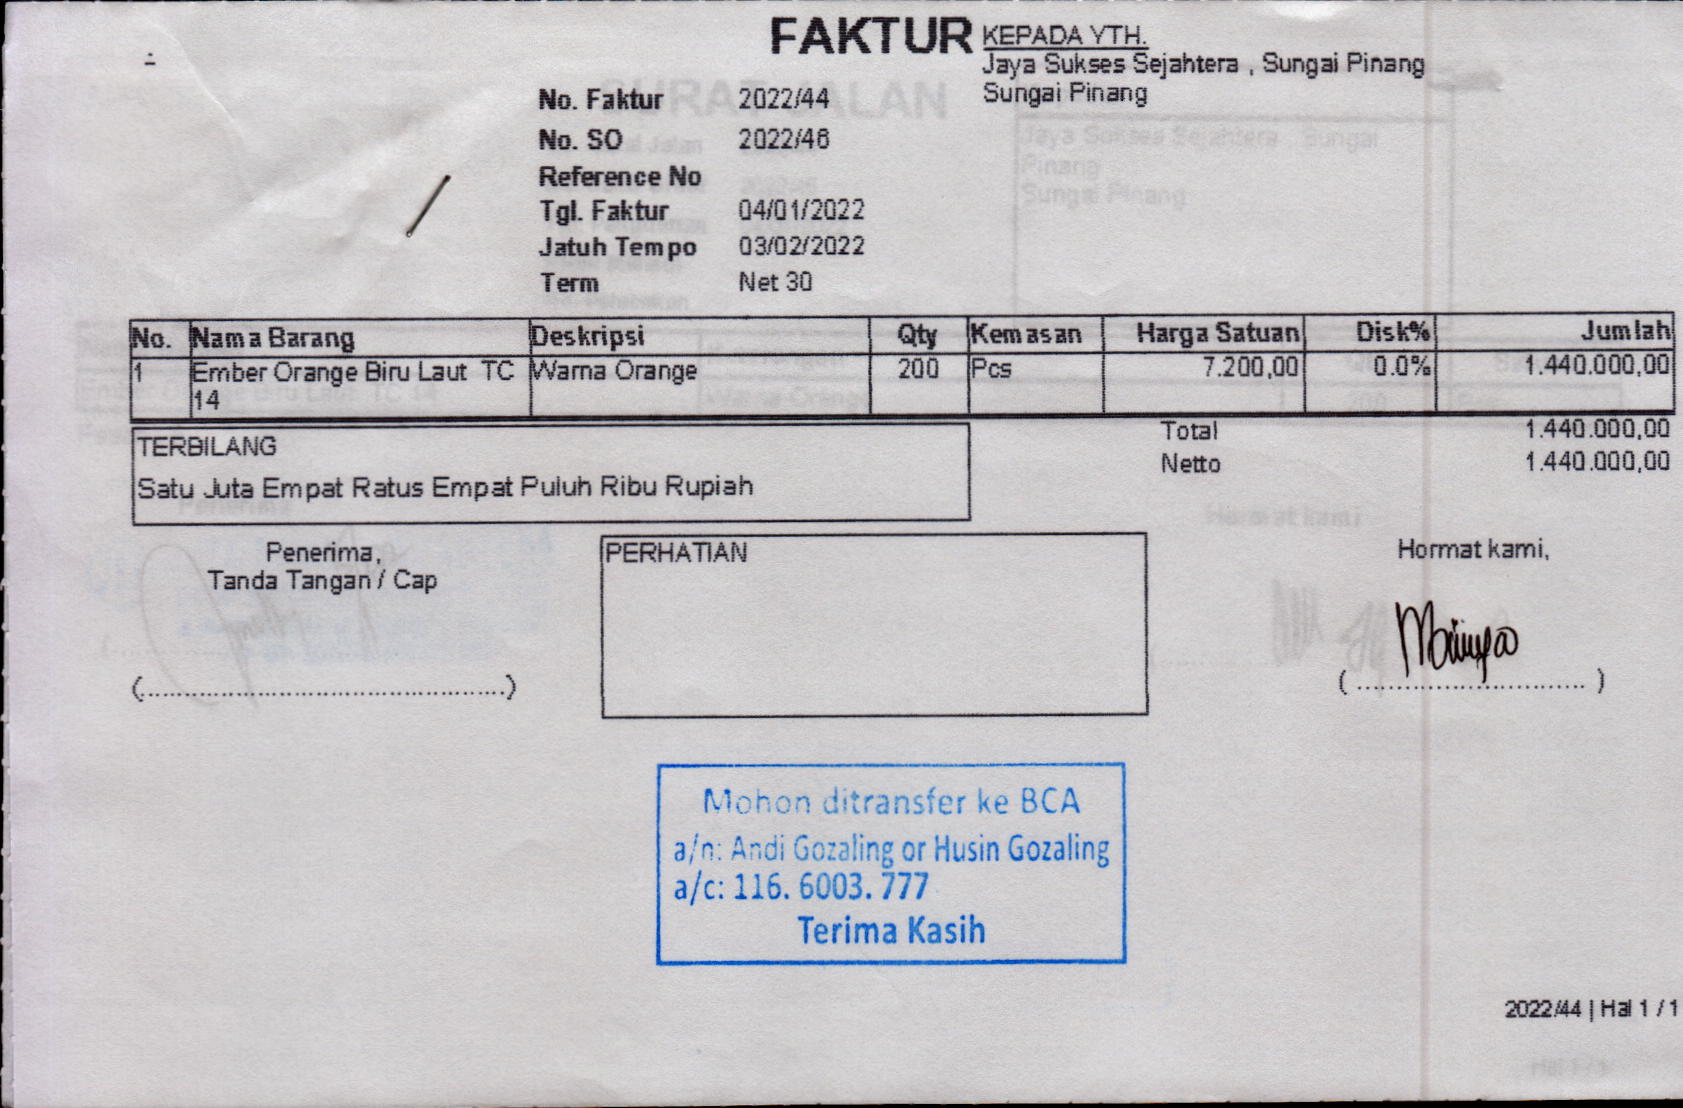 FAKTUR
KEPADA YTH.
Jaya Sukses Sejahtera , Sungai Pinang
Sungai Pinang
No. Faktur 2022/44
No. SO 2022/46
Reference No
Tgl. Faktur 04/01/2022
Jatuh Tempo 03/02/2022
Term Net 30
No. Nama Barang Deskripsi Qty Kemasan Harga Satuan Disk% Jumlah
1 Ember Orange Biru Laut TC 14 Warna Orange 200 Pcs 7.200,00 0.0% 1.440.000,00
Total 1.440.000,00
Netto 1.440.000,00
TERBILANG
Satu Juta Empat Ratus Empat Puluh Ribu Rupiah
Penerima,
Tanda Tangan / Cap
PERHATIAN
Hormat kami,
Mohon ditransfer ke BCA
a/n: Andi Gozaling or Husin Gozaling
a/c: 116. 6003. 777
Terima Kasih
2022/44 | Hal 1 / 1